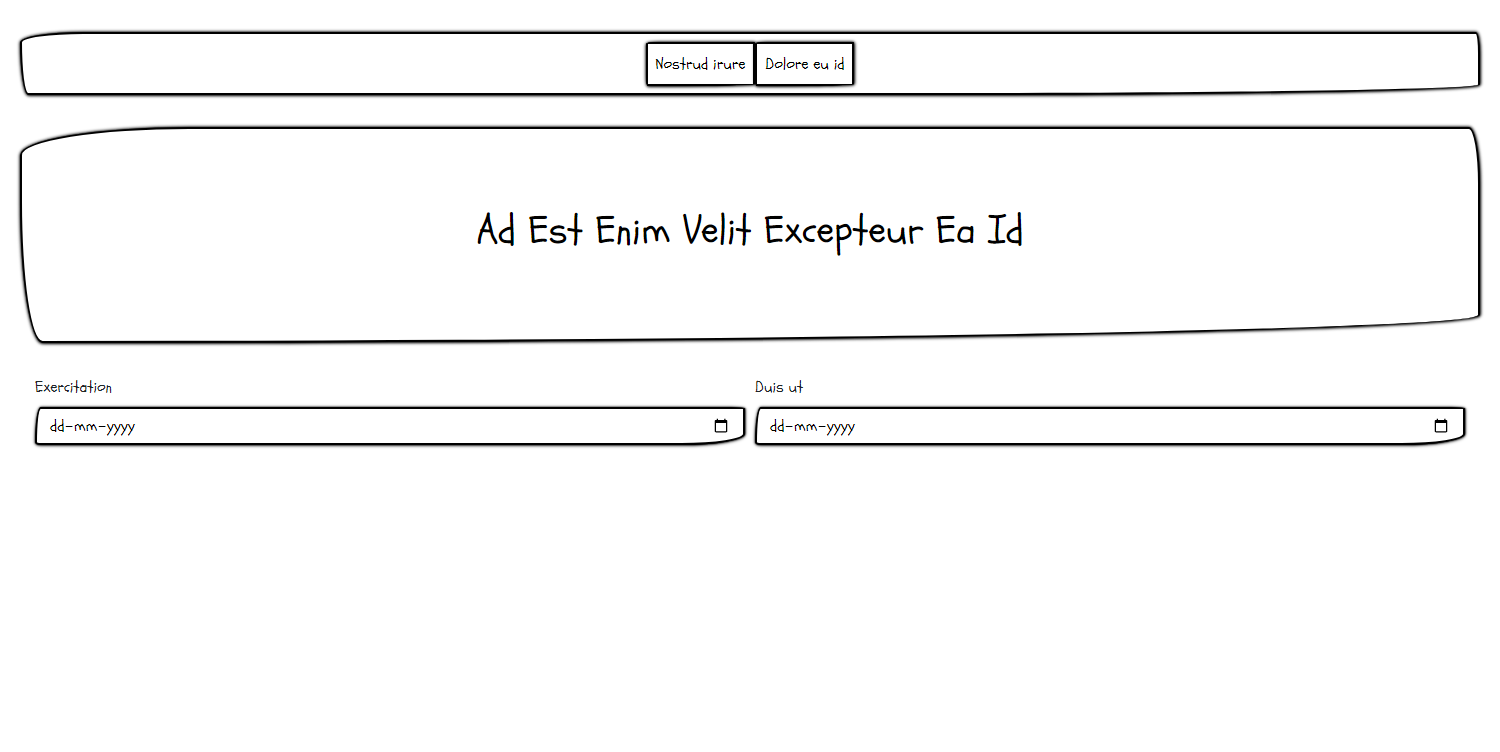 Nostrud irure Dolore eu id
Ad Est Enim Velit Excepteur Ea Id
Exercitation Duis ut
dd-mm-yyyy dd-mm-yyyy